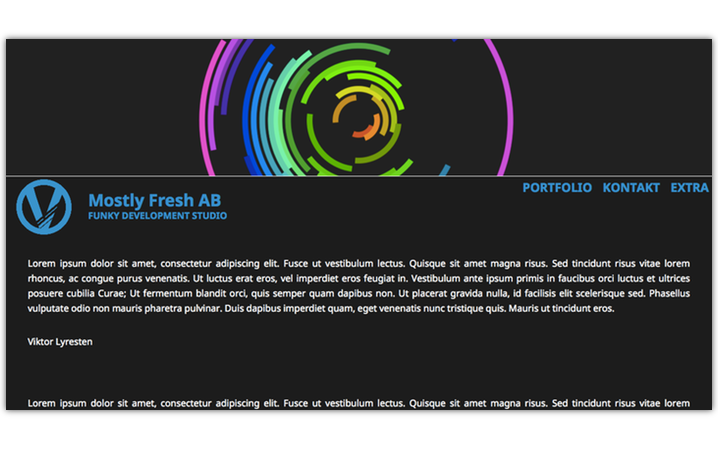 PORTFOLIO KONTAKT EXTRA
Mostly Fresh AB
FUNKY DEVELOPMENT STUDIO
Lorem ipsum dolor sit amet, consectetur adipiscing elit. Fusce ut vestibulum lectus. Quisque sit amet magna risus. Sed tincidunt risus vitae lorem
rhoncus, ac congue purus venenatis. Ut luctus erat eros, vel imperdiet eros feugiat in. Vestibulum ante ipsum primis in faucibus orci luctus et ultrices
posuere cubilia Curae; Ut fermentum blandit orci, quis semper quam dapibus non. Ut placerat gravida nulla, id facilisis elit scelerisque sed. Phasellus
vulputate odio non mauris pharetra pulvinar. Duis dapibus imperdiet quam, eget venenatis nunc tristique quis. Mauris ut tincidunt eros.
Viktor Lyresten
Lorem ipsum dolor sit amet, consectetur adipiscing elit. Fusce ut vestibulum lectus. Quisque sit amet magna risus. Sed tincidunt risus vitae lorem